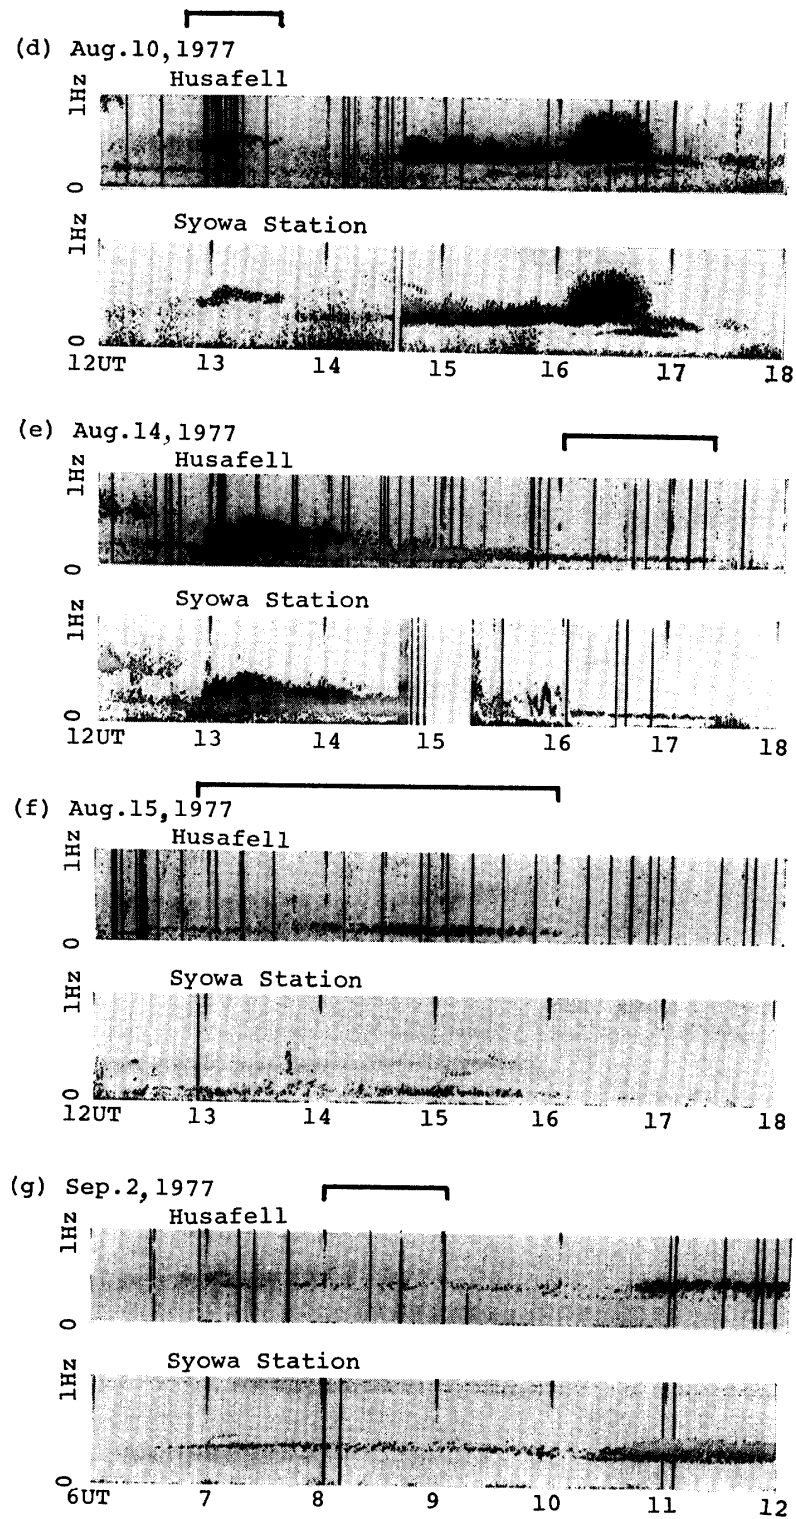 (d) Aug.10,1977
Husafell
1Hz
0
Syowa Station
1Hz
0
12UT 13 14 15 16 17 18
(e) Aug.14,1977
Husafell
1Hz
0
Syowa Station
1Hz
0
12UT 13 14 15 16 17 18
(f) Aug.15,1977
Husafell
1Hz
0
Syowa Station
1Hz
0
12UT 13 14 15 16 17 18
(g) Sep.2,1977
Husafell
1Hz
0
Syowa Station
1Hz
0
6UT 7 8 9 10 11 12